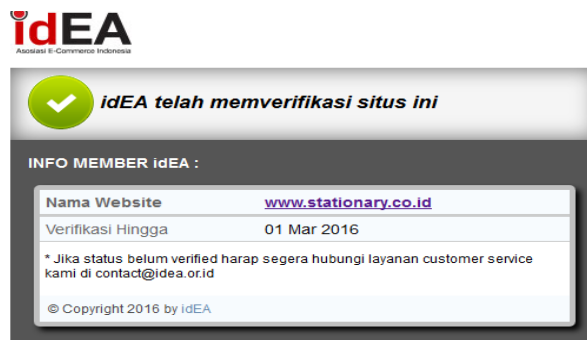 idEA
Asosiasi E-Commerce Indonesia
idEA telah memverifikasi situs ini
INFO MEMBER idEA :
Nama Website www.stationary.co.id
Verifikasi Hingga 01 Mar 2016
* Jika status belum verified harap segera hubungi layanan customer service
kami di contact@idea.or.id
© Copyright 2016 by idEA